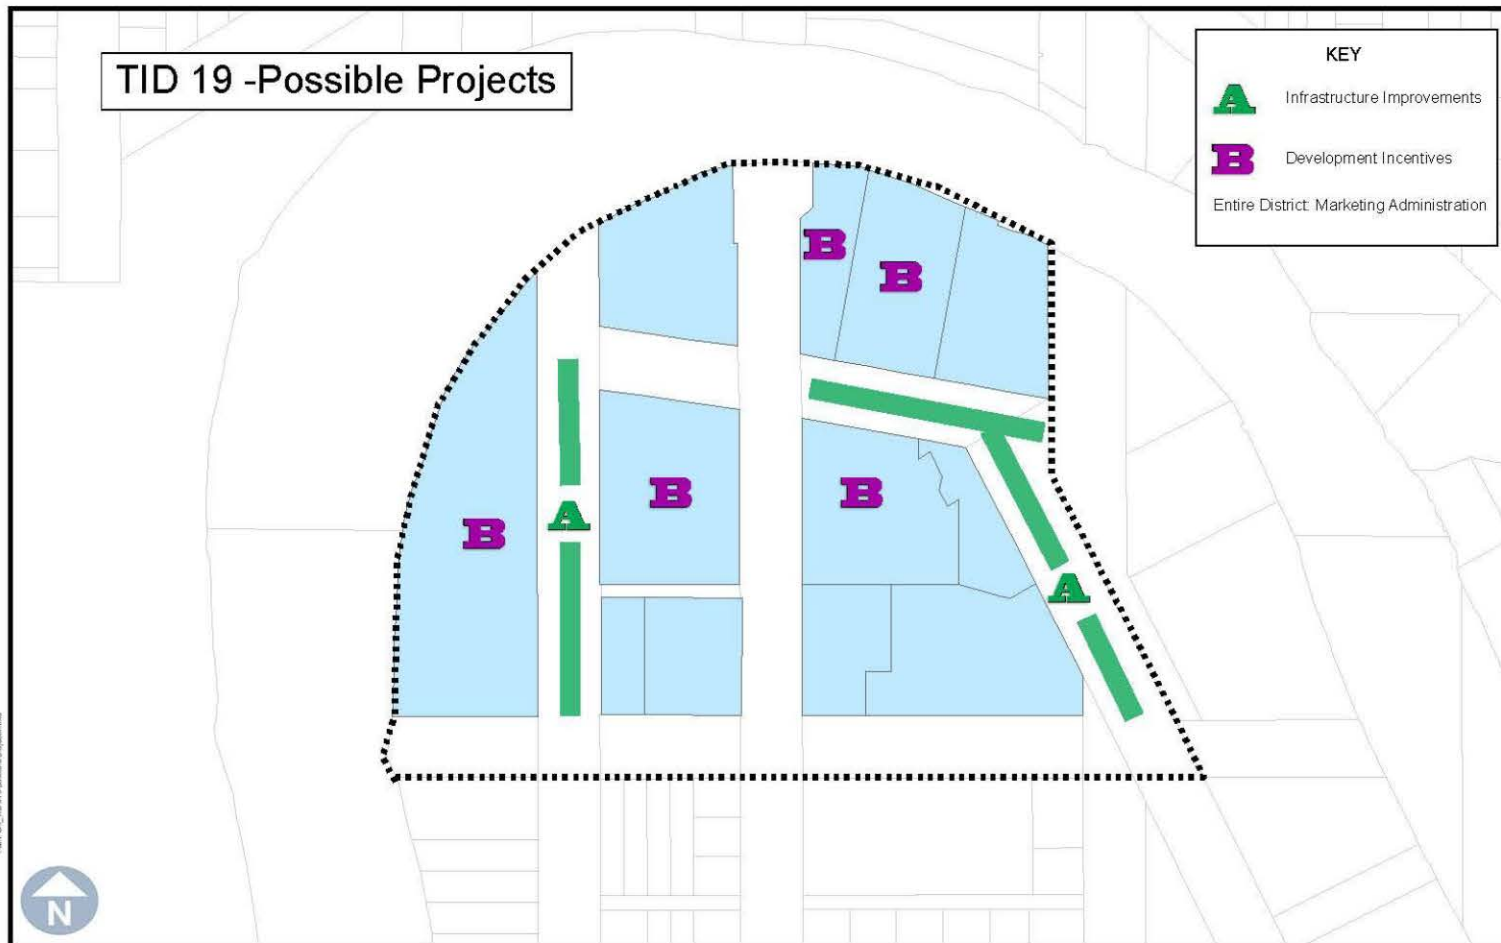 TID 19 -Possible Projects
KEY
A Infrastructure Improvements
B Development Incentives
Entire District: Marketing Administration
B
B
B
B
B
A
A
N